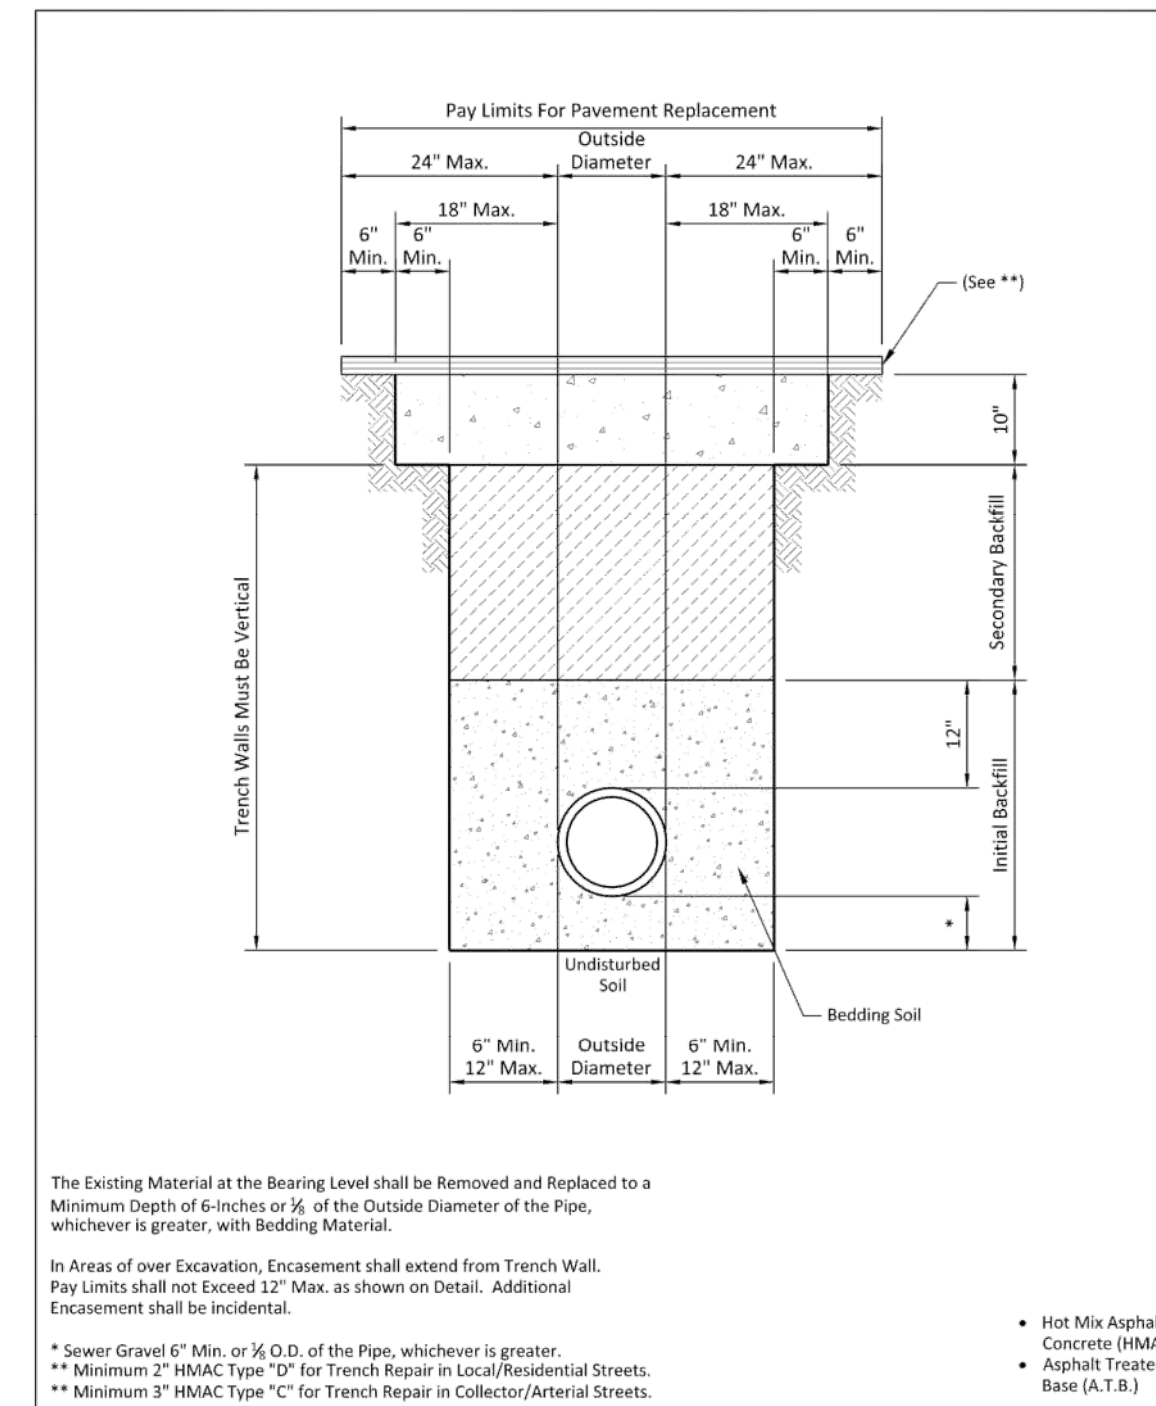 Pay Limits For Pavement Replacement
Outside
Diameter
24" Max.
24" Max.
18" Max.
18" Max.
6"
Min.
6"
Min.
6"
Min.
6"
Min.
(See **)
10"
Secondary Backfill
Trench Walls Must Be Vertical
12"
Initial Backfill
*
Undisturbed
Soil
Bedding Soil
6" Min.
12" Max.
Outside
Diameter
6" Min.
12" Max.
The Existing Material at the Bearing Level shall be Removed and Replaced to a
Minimum Depth of 6-Inches or ⅛ of the Outside Diameter of the Pipe,
whichever is greater, with Bedding Material.
In Areas of over Excavation, Encasement shall extend from Trench Wall.
Pay Limits shall not Exceed 12" Max. as shown on Detail. Additional
Encasement shall be incidental.
* Sewer Gravel 6" Min. or ⅛ O.D. of the Pipe, whichever is greater.
** Minimum 2" HMAC Type "D" for Trench Repair in Local/Residential Streets.
** Minimum 3" HMAC Type "C" for Trench Repair in Collector/Arterial Streets.
• Hot Mix Asphal
Concrete (HMA
• Asphalt Treate
Base (A.T.B.)